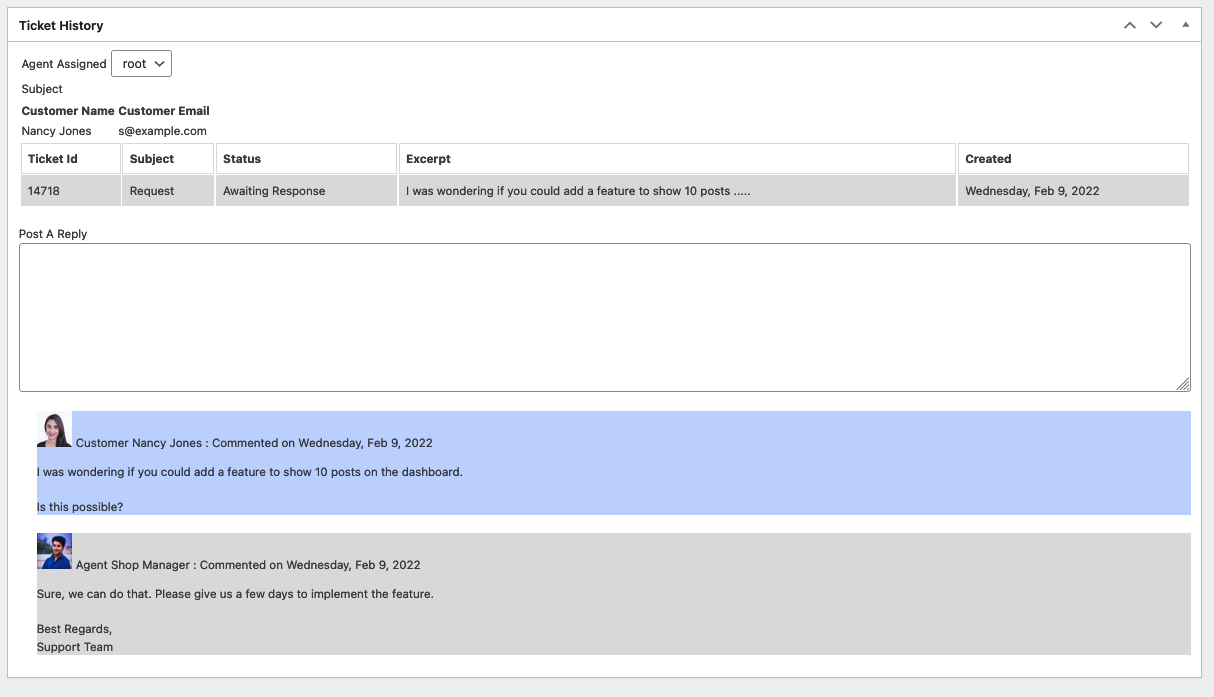 Ticket History
Agent Assigned root
Subject
Customer Name Customer Email
Nancy Jones s@example.com
Ticket Id Subject Status Excerpt Created
14718 Request Awaiting Response I was wondering if you could add a feature to show 10 posts ..... Wednesday, Feb 9, 2022
Post A Reply
Customer Nancy Jones : Commented on Wednesday, Feb 9, 2022
I was wondering if you could add a feature to show 10 posts on the dashboard.
Is this possible?
Agent Shop Manager : Commented on Wednesday, Feb 9, 2022
Sure, we can do that. Please give us a few days to implement the feature.
Best Regards,
Support Team